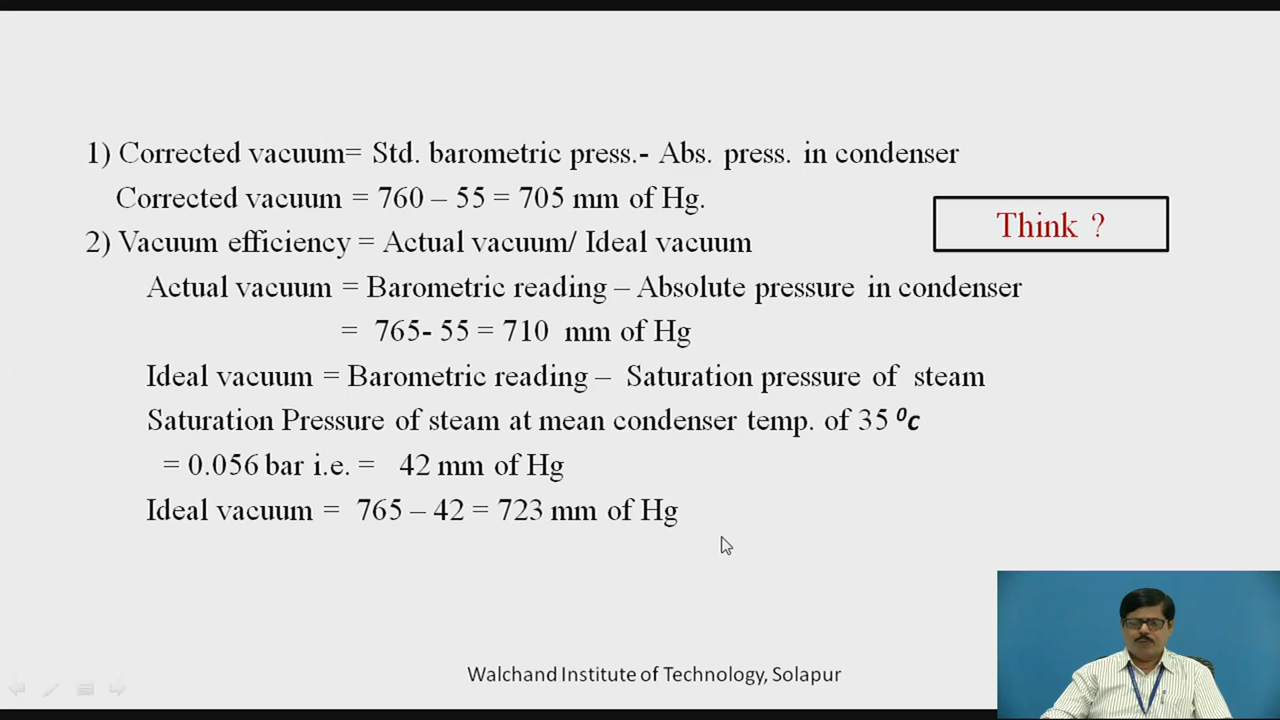 1) Corrected vacuum= Std. barometric press.- Abs. press. in condenser
Corrected vacuum = 760 – 55 = 705 mm of Hg.
Think ?
2) Vacuum efficiency = Actual vacuum/ Ideal vacuum
Actual vacuum = Barometric reading – Absolute pressure in condenser
= 765- 55 = 710 mm of Hg
Ideal vacuum = Barometric reading – Saturation pressure of steam
Saturation Pressure of steam at mean condenser temp. of 35 ⁰c
= 0.056 bar i.e. = 42 mm of Hg
Ideal vacuum = 765 – 42 = 723 mm of Hg
Walchand Institute of Technology, Solapur